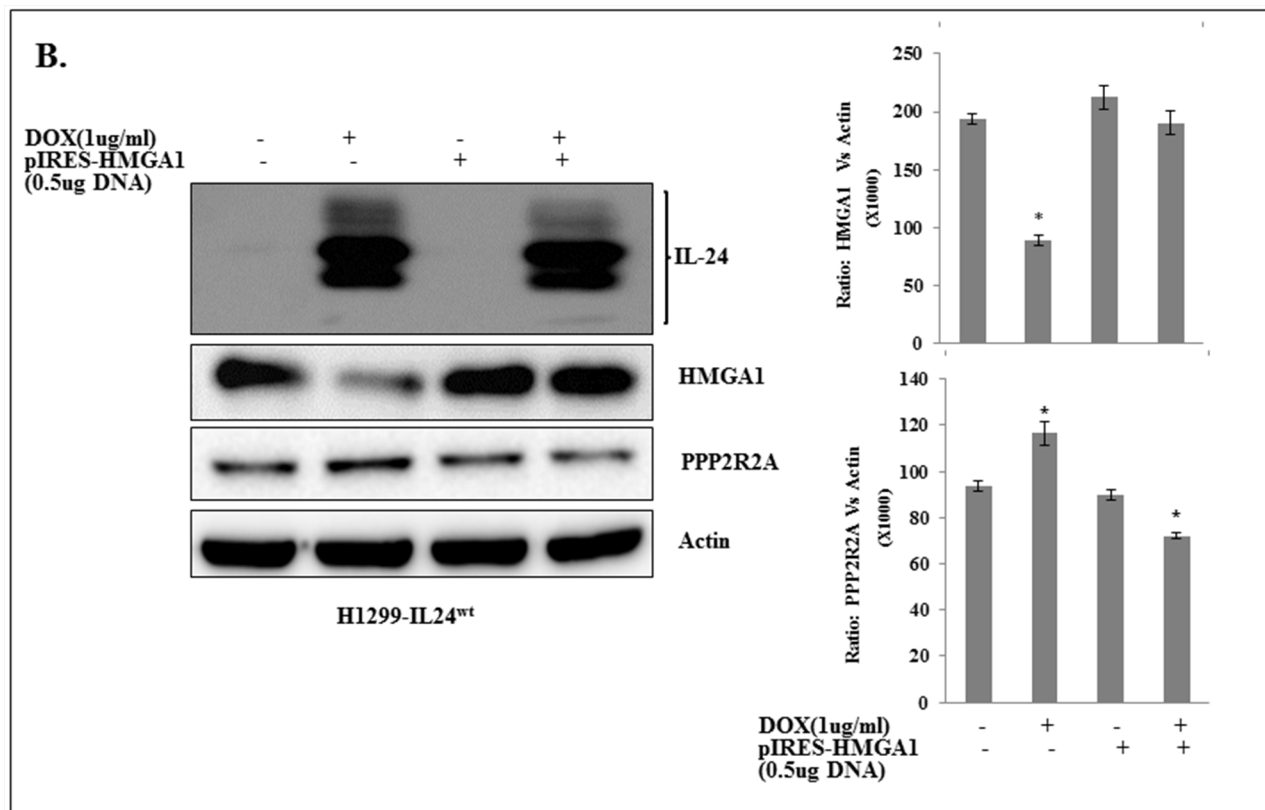 B.
DOX(1ug/ml) - + - +
pIRES-HMGA1 - - + +
(0.5ug DNA)
IL-24
HMGA1
PPP2R2A
Actin
H1299-IL24wt
Ratio: HMGA1 Vs Actin
(X1000)
250
200
150
100
50
0
*
Ratio: PPP2R2A Vs Actin
(X1000)
140
120
100
80
60
40
20
0
*
*
DOX(1ug/ml) - + - +
pIRES-HMGA1 - - + +
(0.5ug DNA)